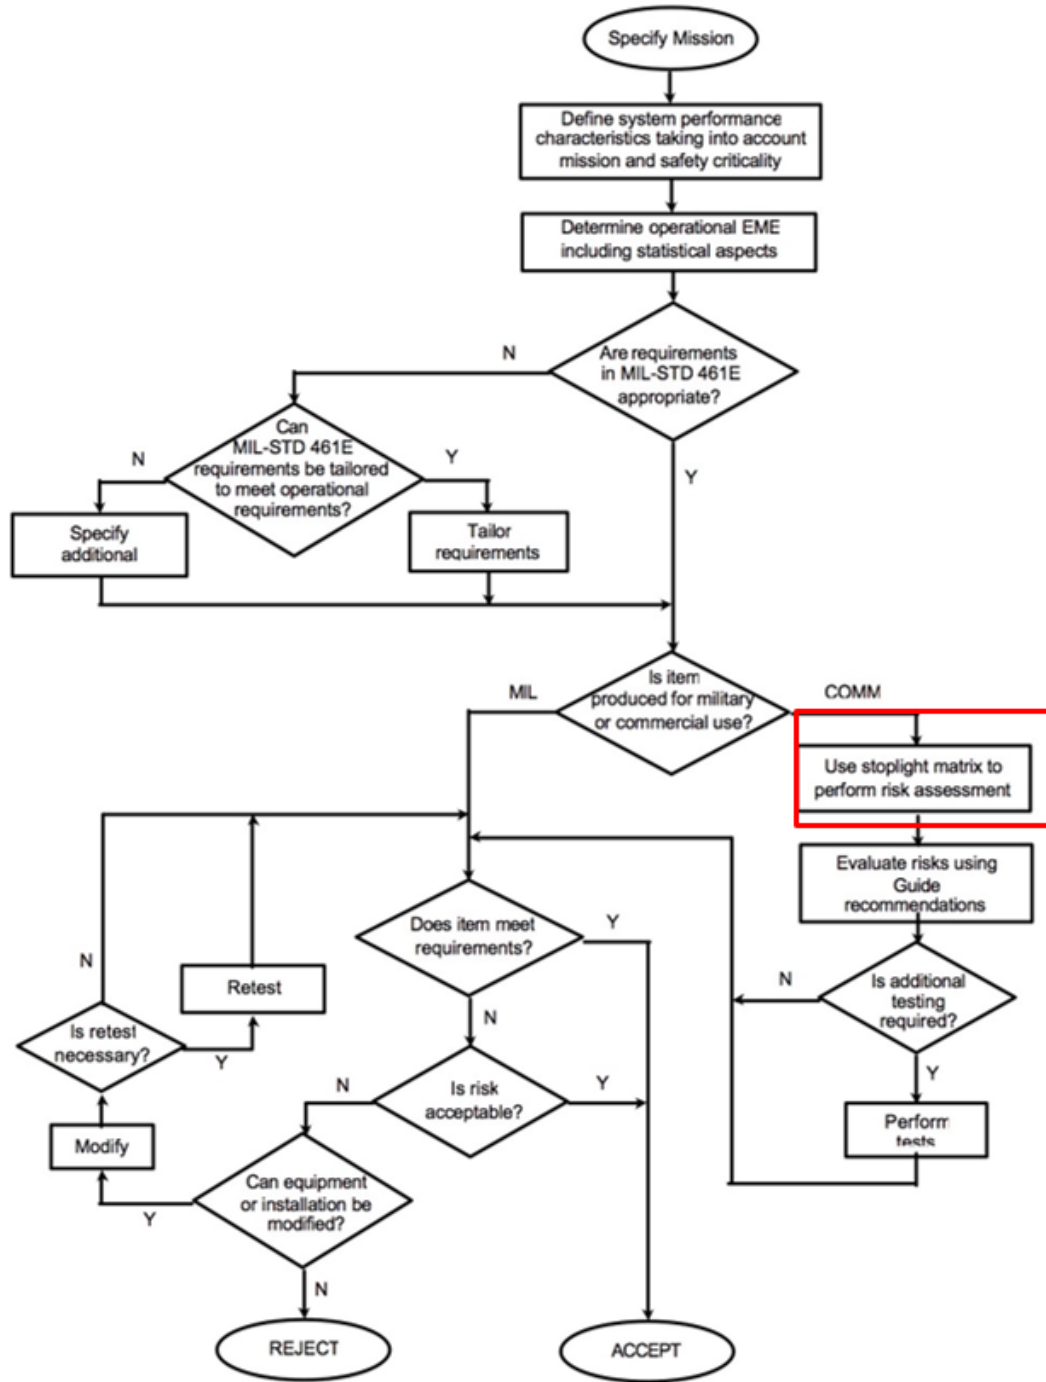 Specify Mission
Define system performance
characteristics taking into account
mission and safety criticality
Determine operational EME
including statistical aspects
Are requirements
in MIL-STD 461E
appropriate?
N
Y
Can
MIL-STD 461E
requirements be tailored
to meet operational
requirements?
N
Y
Specify
additional
Tailor
requirements
Is item
produced for military
or commercial use?
MIL
COMM
Use stoplight matrix to
perform risk assessment
Evaluate risks using
Guide
recommendations
Is additional
testing
required?
N
Y
Perform
tests
Does item meet
requirements?
Y
N
Is risk
acceptable?
N
Y
Can equipment
or installation be
modified?
Y
N
Modify
Is retest
necessary?
N
Y
Retest
REJECT
ACCEPT